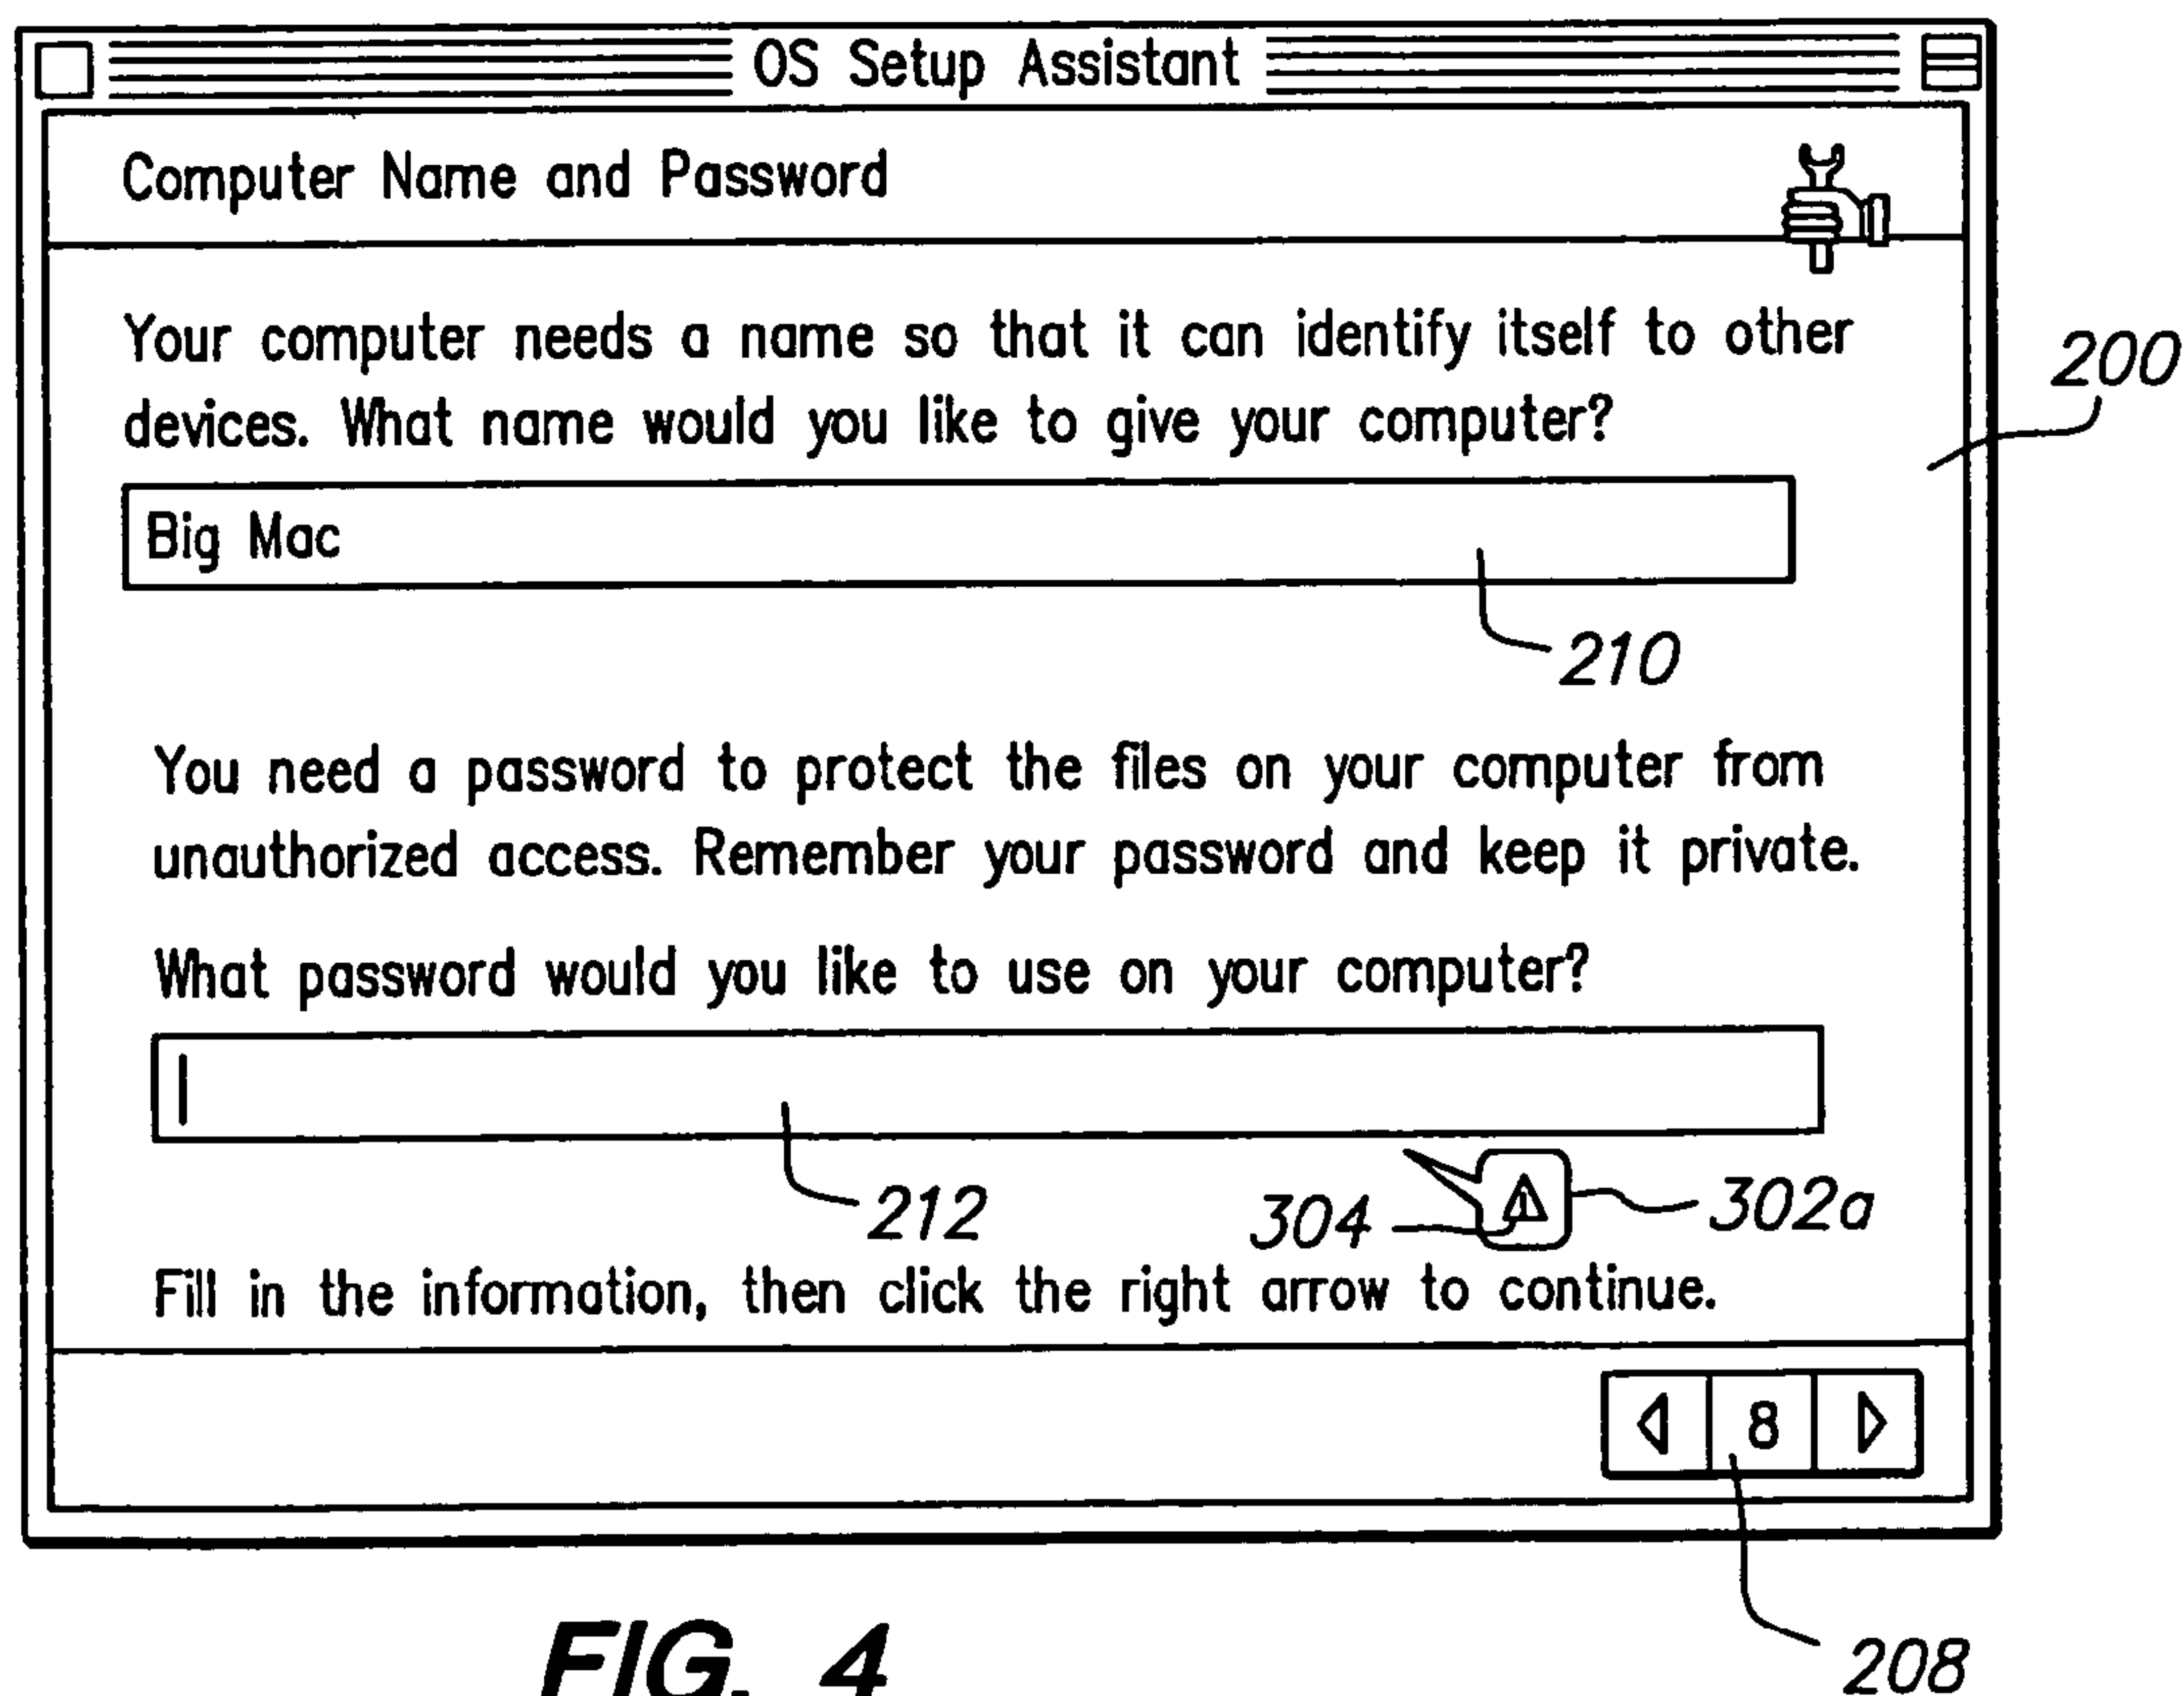 OS Setup Assistant
Computer Name and Password
Your computer needs a name so that it can identify itself to other
200
devices. What name would you like to give your computer?
Big Mac
210
You need a password to protect the files on your computer from
unauthorized access. Remember your password and keep it private.
What password would you like to use on your computer?
212
304
302a
Fill in the information, then click the right arrow to continue.
8
208
FIG. 4